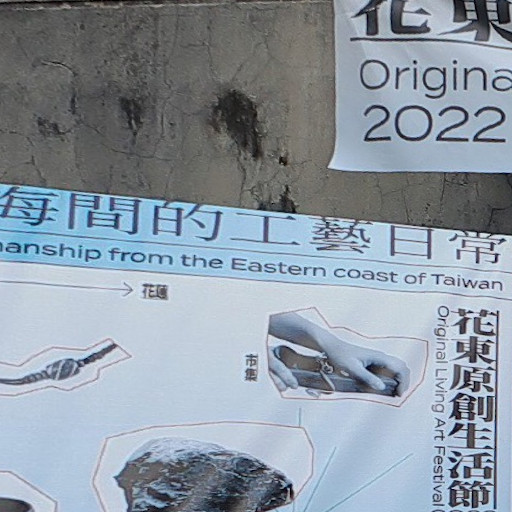 花東
Origina
2022
海間的工藝日常
manship from the Eastern coast of Taiwan
花蓮
市集
花東原創生活節
Original Living Art Festival